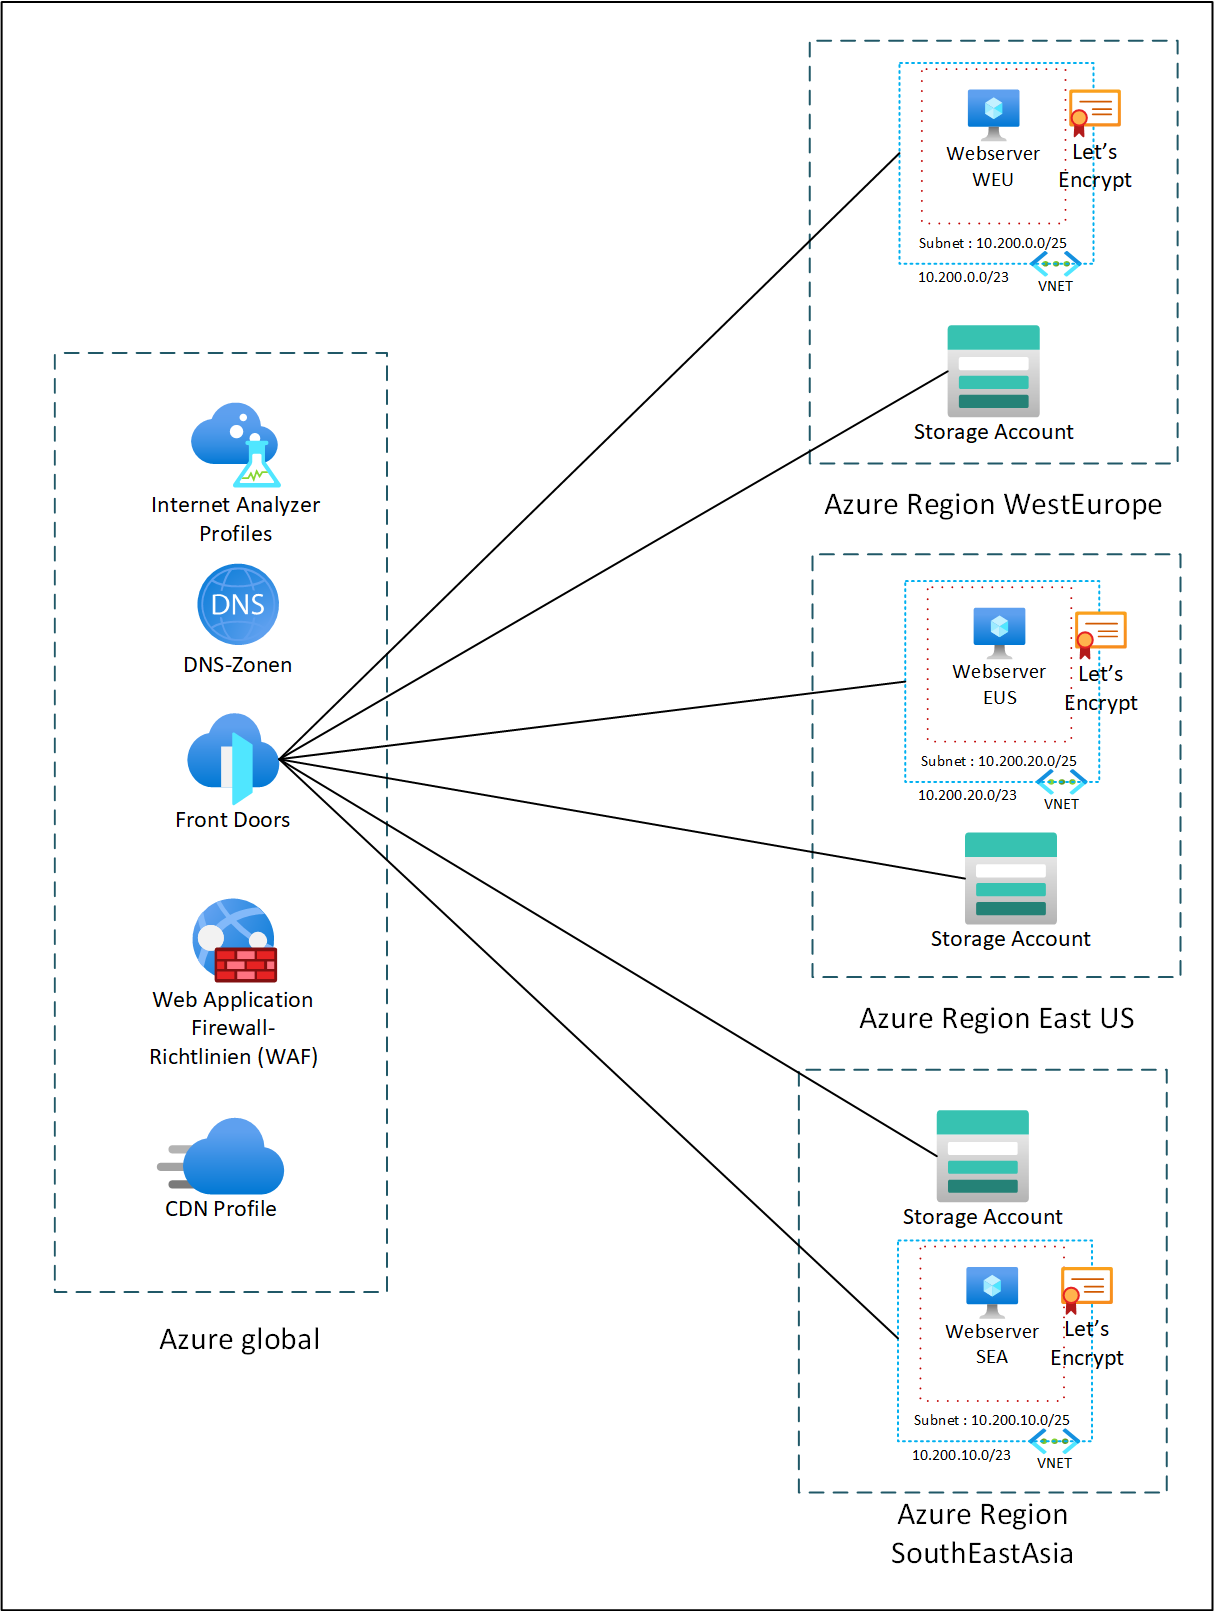 Internet Analyzer
Profiles
DNS
DNS-Zonen
Front Doors
Web Application
Firewall-
Richtlinien (WAF)
CDN Profile
Azure global
Webserver
WEU
Let's
Encrypt
Subnet : 10.200.0.0/25
10.200.0.0/23
VNET
Storage Account
Azure Region WestEurope
Webserver
EUS
Let's
Encrypt
Subnet : 10.200.20.0/25
10.200.20.0/23
VNET
Storage Account
Azure Region East US
Storage Account
Webserver
SEA
Let's
Encrypt
Subnet : 10.200.10.0/25
10.200.10.0/23
VNET
Azure Region
SouthEastAsia